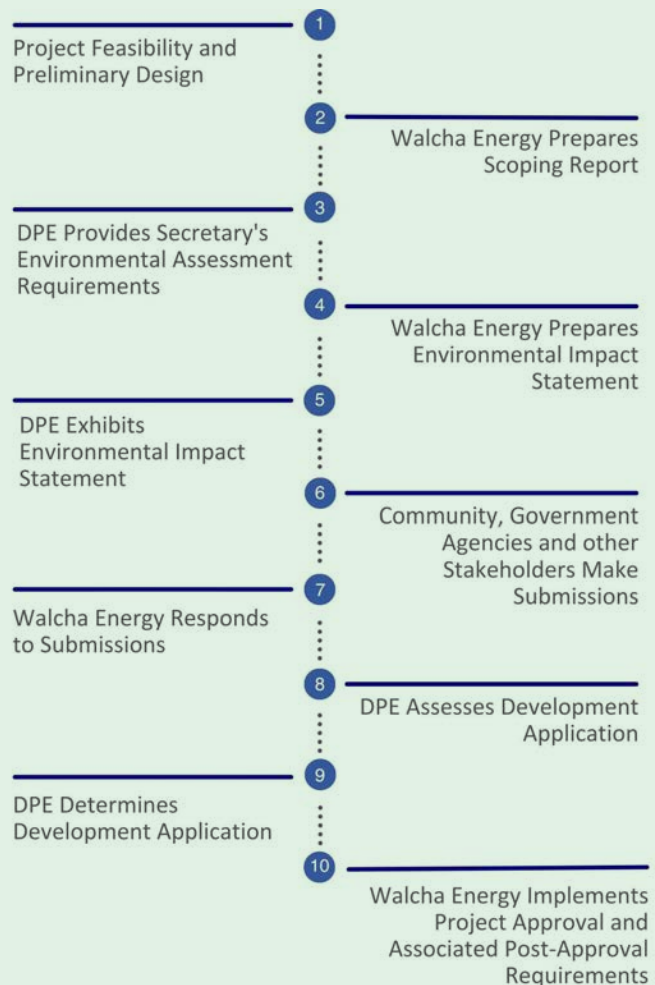 1
Project Feasibility and
Preliminary Design
2
Walcha Energy Prepares
Scoping Report
3
DPE Provides Secretary's
Environmental Assessment
Requirements
4
Walcha Energy Prepares
Environmental Impact
Statement
5
DPE Exhibits
Environmental Impact
Statement
6
Community, Government
Agencies and other
Stakeholders Make
Submissions
7
Walcha Energy Responds
to Submissions
8
DPE Assesses Development
Application
9
DPE Determines
Development Application
10
Walcha Energy Implements
Project Approval and
Associated Post-Approval
Requirements